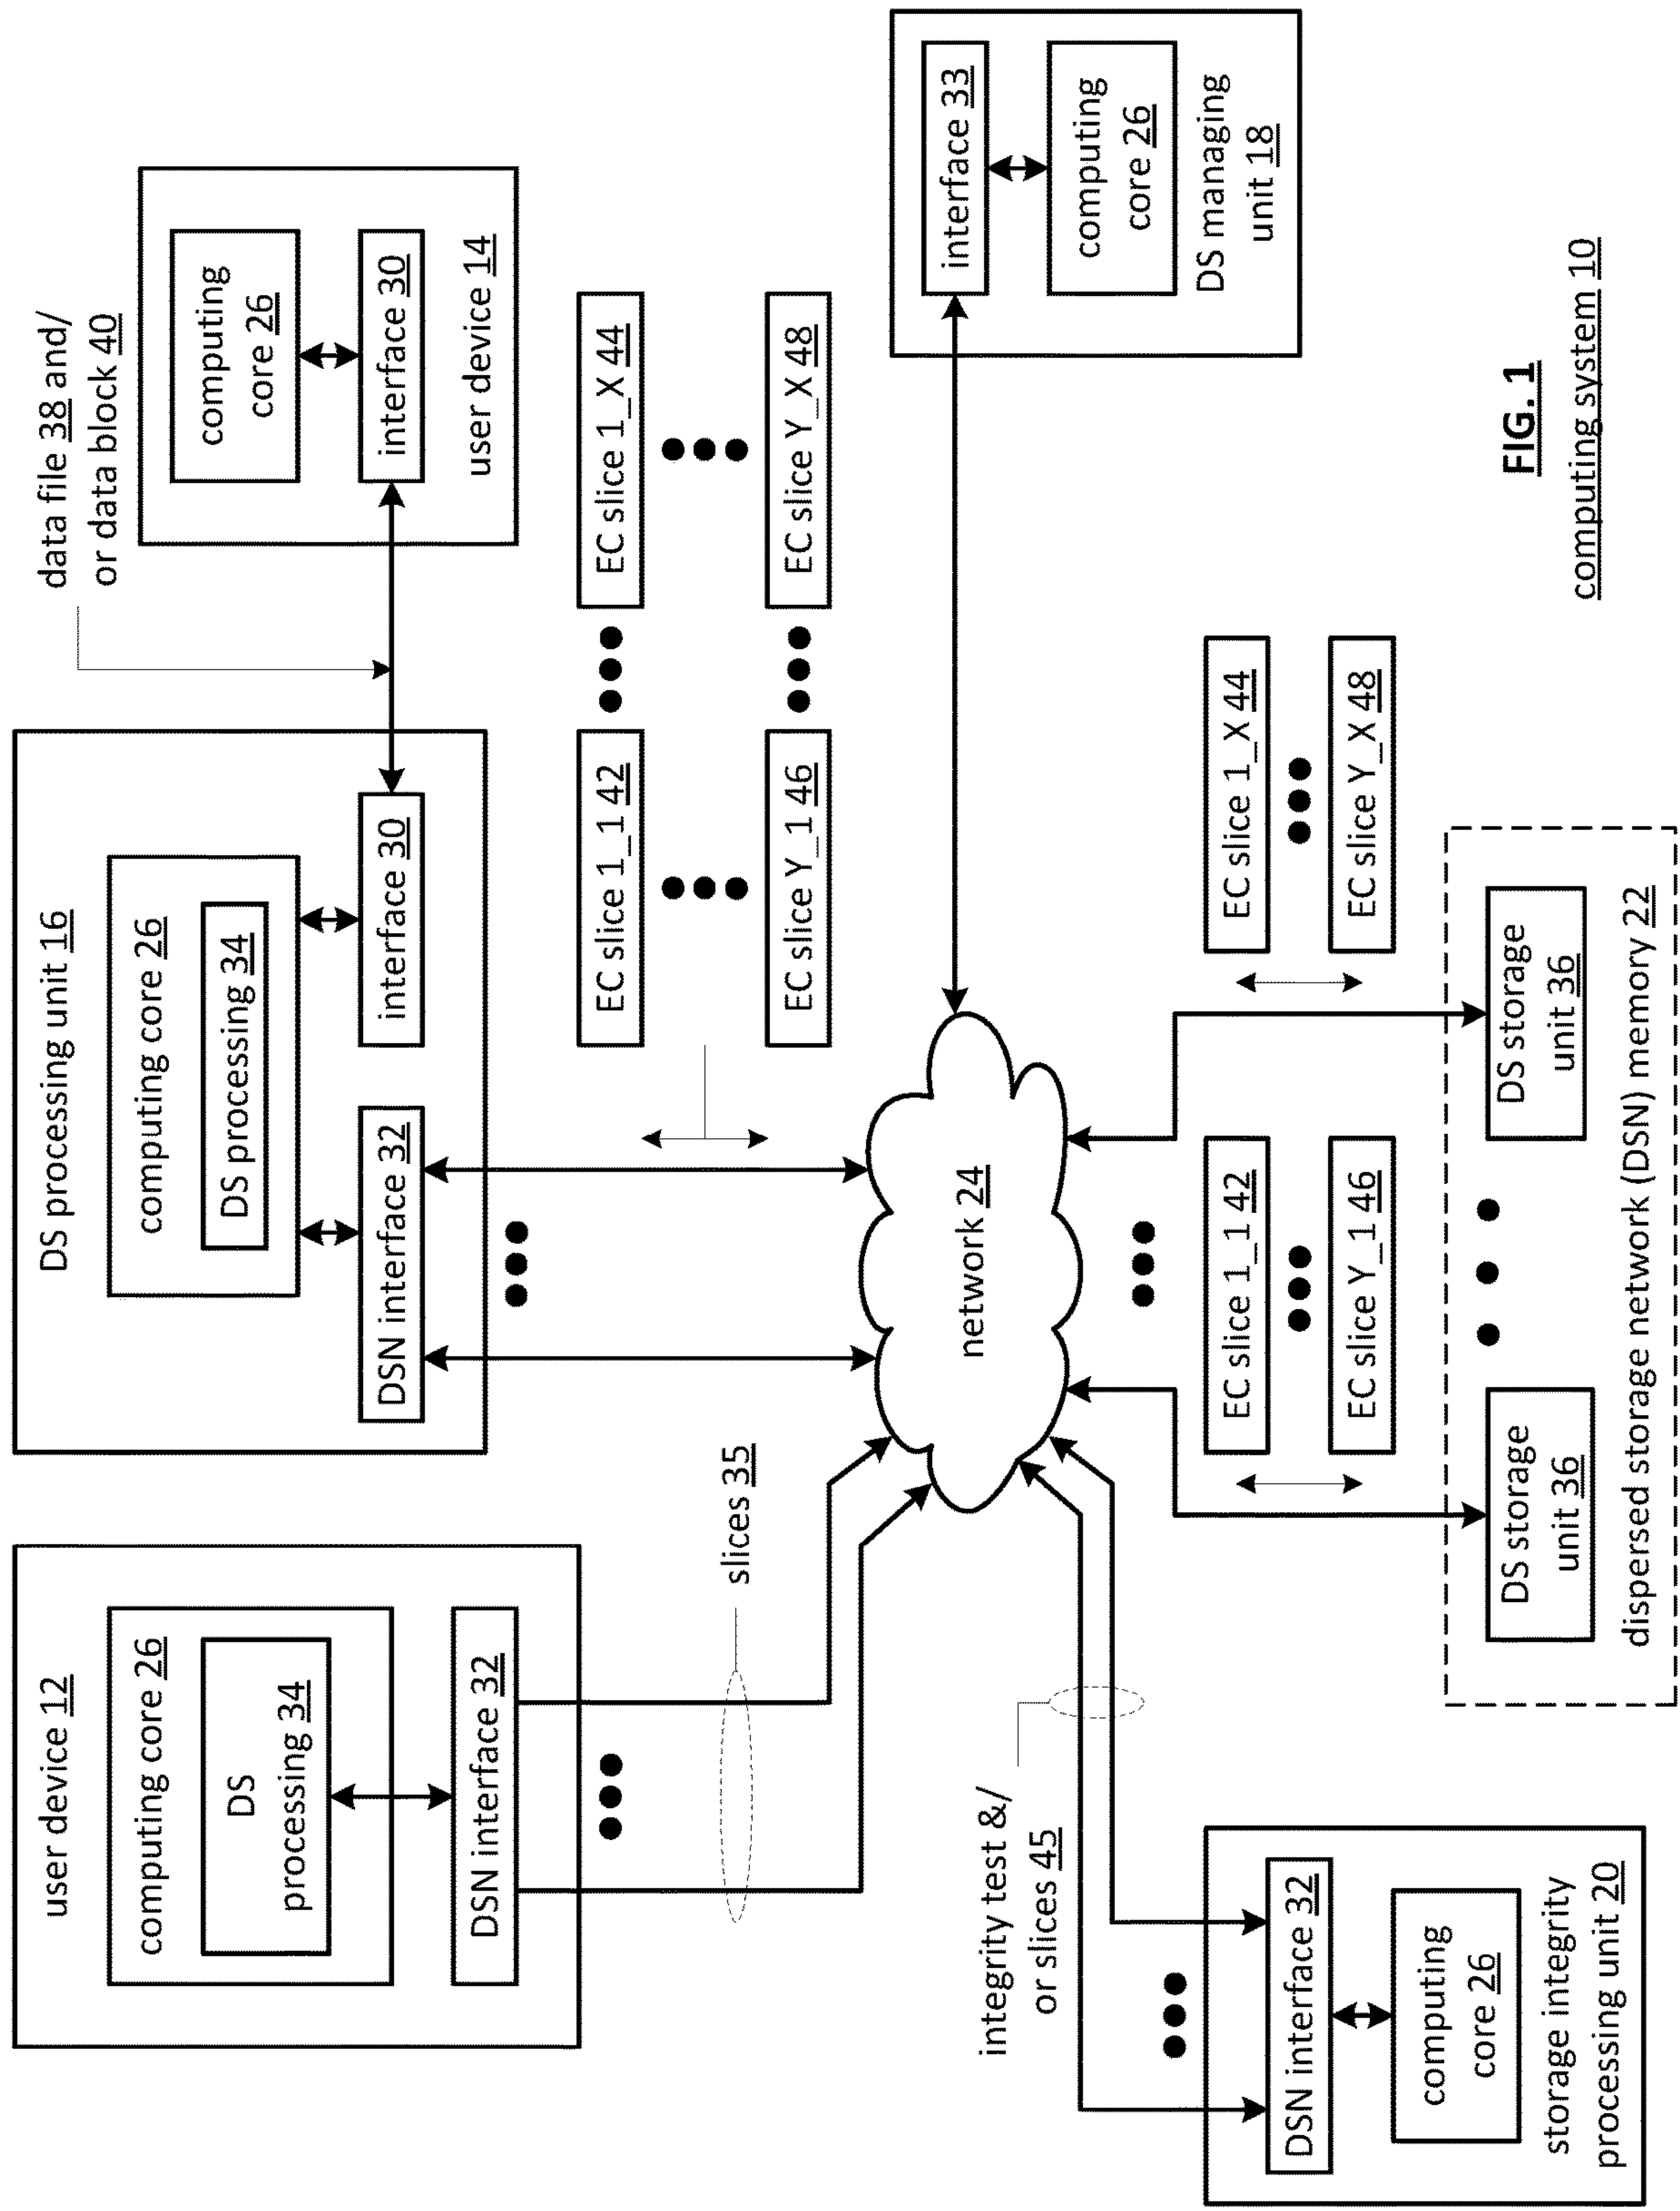 user device 12
computing core 26
DS
processing 34
DSN interface 32
slices 35
DS processing unit 16
computing core 26
DS processing 34
DSN interface 32
interface 30
data file 38 and/
or data block 40
computing
core 26
interface 30
user device 14
EC slice 1_1 42
EC slice 1_X 44
EC slice Y_1 46
EC slice Y_X 48
network 24
interface 33
computing
core 26
DS managing
unit 18
integrity test &/
or slices 45
DSN interface 32
computing
core 26
storage integrity
processing unit 20
EC slice 1_1 42
EC slice Y_1 46
EC slice 1_X 44
EC slice Y_X 48
DS storage
unit 36
DS storage
unit 36
dispersed storage network (DSN) memory 22
FIG. 1
computing system 10